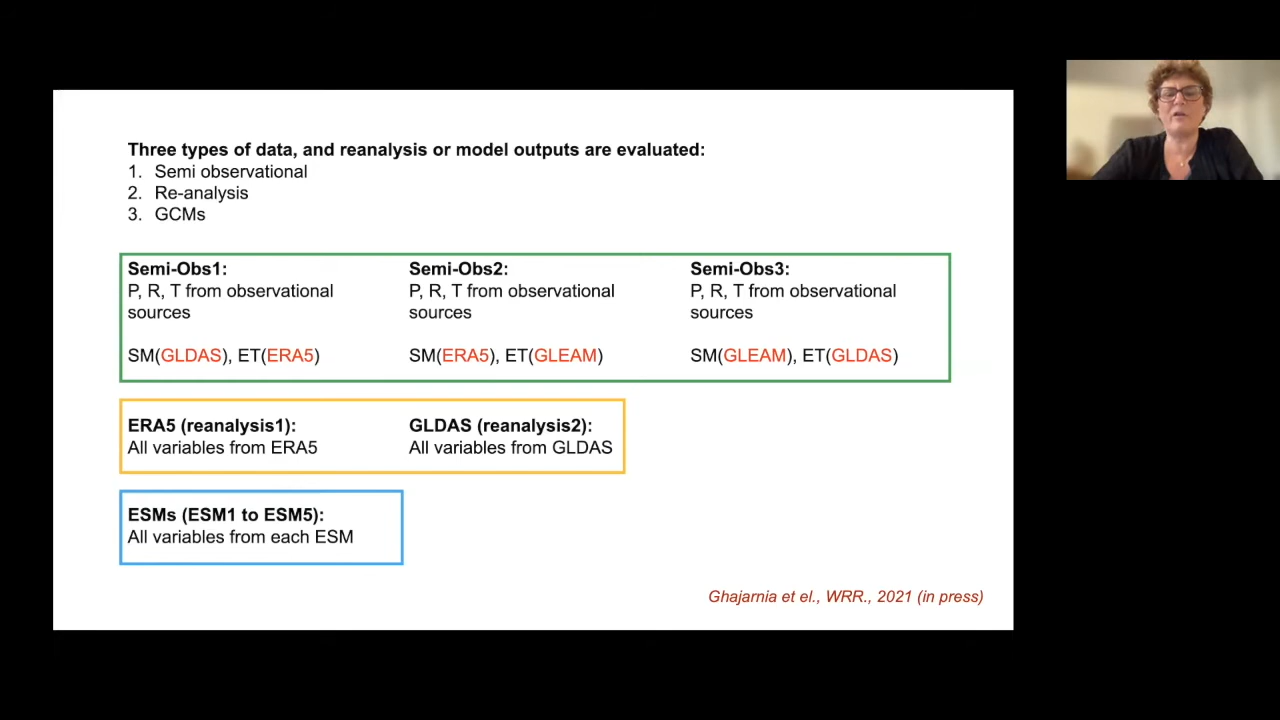 Three types of data, and reanalysis or model outputs are evaluated:
1. Semi observational
2. Re-analysis
3. GCMs
Semi-Obs1:
P, R, T from observational
sources
SM(GLDAS), ET(ERA5)
Semi-Obs2:
P, R, T from observational
sources
SM(ERA5), ET(GLEAM)
Semi-Obs3:
P, R, T from observational
sources
SM(GLEAM), ET(GLDAS)
ERA5 (reanalysis1):
All variables from ERA5
GLDAS (reanalysis2):
All variables from GLDAS
ESMs (ESM1 to ESM5):
All variables from each ESM
Ghajarnia et el., WRR., 2021 (in press)